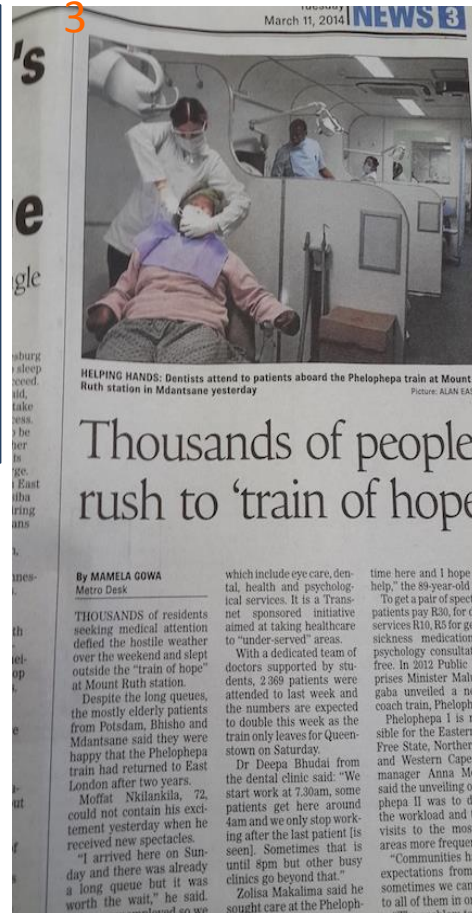 3
Tuesday
March 11, 2014
NEWS 3
's
e
gle
HELPING HANDS: Dentists attend to patients aboard the Phelophepa train at Mount
Ruth station in Mdantsane yesterday
Picture: ALAN
Thousands of people
rush to 'train of hope
By MAMELA GOWA
Metro Desk
THOUSANDS of residents
seeking medical attention
defied the hostile weather
over the weekend and slept
outside the "train of hope"
at Mount Ruth station.
Despite the long queues,
the mostly elderly patients
from Potsdam, Bhisho and
Mdantsane said they were
happy that the Phelophepa
train had returned to East
London after two years.
Moffat Nkilankila, 72,
could not contain his exci-
tement yesterday when he
received new spectacles.
"I arrived here on Sun-
day and there was already
a long queue but it was
worth the wait," he said.
which include eye care, den-
tal, health and psycholog-
ical services. It is a Trans-
net sponsored initiative
aimed at taking healthcare
to "under-served" areas.
With a dedicated team of
doctors supported by stu-
dents, 2 369 patients were
attended to last week and
the numbers are expected
to double this week as the
train only leaves for Queen-
stown on Saturday.
Dr Deepa Bhudai from
the dental clinic said: "We
start work at 7.30am, some
patients get here around
4am and we only stop work-
ing after the last patient [is
seen]. Sometimes that is
until 8pm but other busy
clinics go beyond that."
Zolisa Makalima said he
sought care at the Pheloph-
time here and I hope
help," the 89-year-old
To get a pair of spect
patients pay R30, for
services R10, R5 for ge
sickness medication
psychology consultat
free. In 2012 Public
prises Minister Malu
gaba unveiled a n
coach train, Pheloph
Phelophepa I is r
sible for the Eastern
Free State, Northern
and Western Cape
manager Anna M
said the unveiling o
phepa II was to
the workload and
visits to the mos
areas more frequen
"Communities h
expectations from
sometimes we can
to all of them in